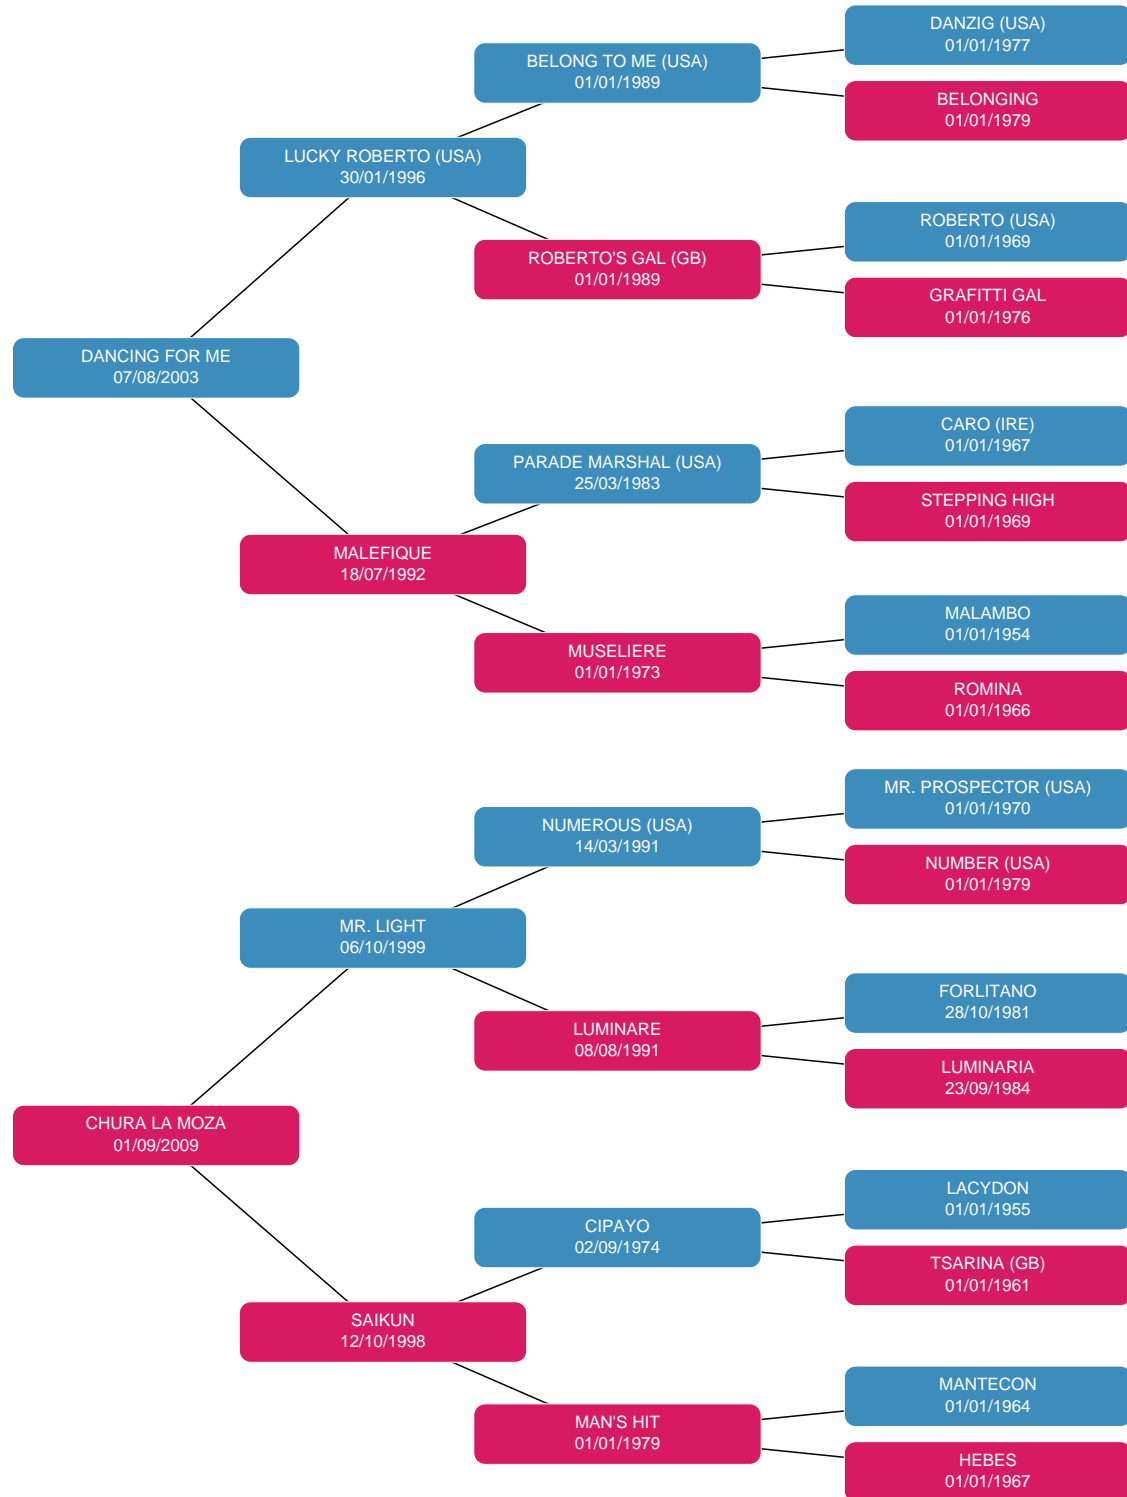 DANZIG (USA)
01/01/1977
BELONG TO ME (USA)
01/01/1989
BELONGING
01/01/1979
LUCKY ROBERTO (USA)
30/01/1996
ROBERTO (USA)
01/01/1969
ROBERTO'S GAL (GB)
01/01/1989
GRAFITTI GAL
01/01/1976
DANCING FOR ME
07/08/2003
CARO (IRE)
01/01/1967
PARADE MARSHAL (USA)
25/03/1983
STEPPING HIGH
01/01/1969
MALEFIQUE
18/07/1992
MALAMBO
01/01/1954
MUSELIERE
01/01/1973
ROMINA
01/01/1966
MR. PROSPECTOR (USA)
01/01/1970
NUMEROUS (USA)
14/03/1991
NUMBER (USA)
01/01/1979
MR. LIGHT
06/10/1999
FORLITANO
28/10/1981
LUMINARE
08/08/1991
LUMINARIA
23/09/1984
CHURA LA MOZA
01/09/2009
LACYDON
01/01/1955
CIPAYO
02/09/1974
TSARINA (GB)
01/01/1961
SAIKUN
12/10/1998
MANTECON
01/01/1964
MAN'S HIT
01/01/1979
HEBES
01/01/1967